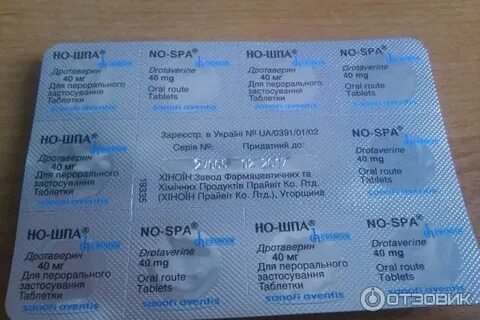 НО-ШПА® NO-SPA® НО-ШПА® NO-SPA®
Дротаверин Drotaverine Дротаверин Drotaverine
40 мг 40 mg 40 мг 40 mg
Для перорального Oral route Для перорального Oral route
застосування Tablets застосування Tablets
Таблетки Таблетки
sanofi aventis sanofi aventis
НО-ШПА®
Дротаверин
40 мг
Для перорального
застосування
Таблетки
Зареєстр. в Україні № UA/0391/01/02
Серія №: Придатний до:
19335
ХІНОЇН Завод Фармацевтичних та
Хімічних Продуктів Прайвіт Ко. Лтд.
(ХІНОЇН Прайвіт Ко. Лтд.), Угорщина
NO-SPA®
Drotaverine
40 mg
Oral route
Tablets
НО-ШПА® NO-SPA® НО-ШПА® NO-SPA®
Дротаверин Drotaverine Дротаверин Drotaverine
40 мг 40 mg 40 мг 40 mg
Для перорального Oral route Для перорального Oral route
застосування Tablets застосування Tablets
Таблетки Таблетки
sanofi aventis sanofi aventis
ОТЗОВИК